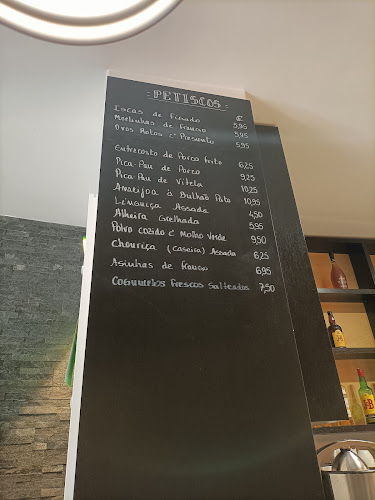 = PETISCOS =
€
Iscas de Figado 5,95
Moelinhas de Frango 5,95
Ovos Rotos c/ Presunto 5,95
Entrecosto de Porco frito 6,25
Pica-Pau de Porco 9,25
Pica Pau de Vitela 10,25
Ameijoa à Bulhão Pato 10,95
Linguiça Assada 4,50
Alheira Grelhada 5,95
Polvo cozido c/ Molho Verde 9,50
Chouriça (caseira) Assada 6,25
Asinhas de Frango 6,95
Cogumelos Frescos Salteados 7,50
J&B